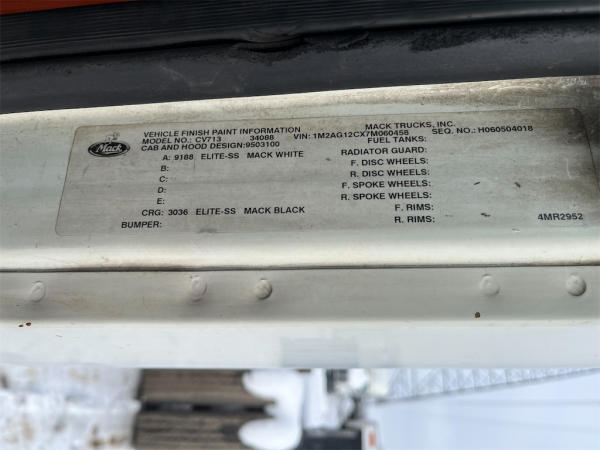 VEHICLE FINISH PAINT INFORMATION MACK TRUCKS, INC.
MODEL NO.: CV713 34088 VIN: 1M2AG12CX7M060458 SEQ. NO.: H060504018
CAB AND HOOD DESIGN:9503100 FUEL TANKS:
Mack
A: 9188 ELITE-SS MACK WHITE RADIATOR GUARD:
B: F. DISC WHEELS:
C: R. DISC WHEELS:
D: F. SPOKE WHEELS:
E: R. SPOKE WHEELS:
CRG: 3036 ELITE-SS MACK BLACK F. RIMS:
BUMPER: R. RIMS:
4MR2952